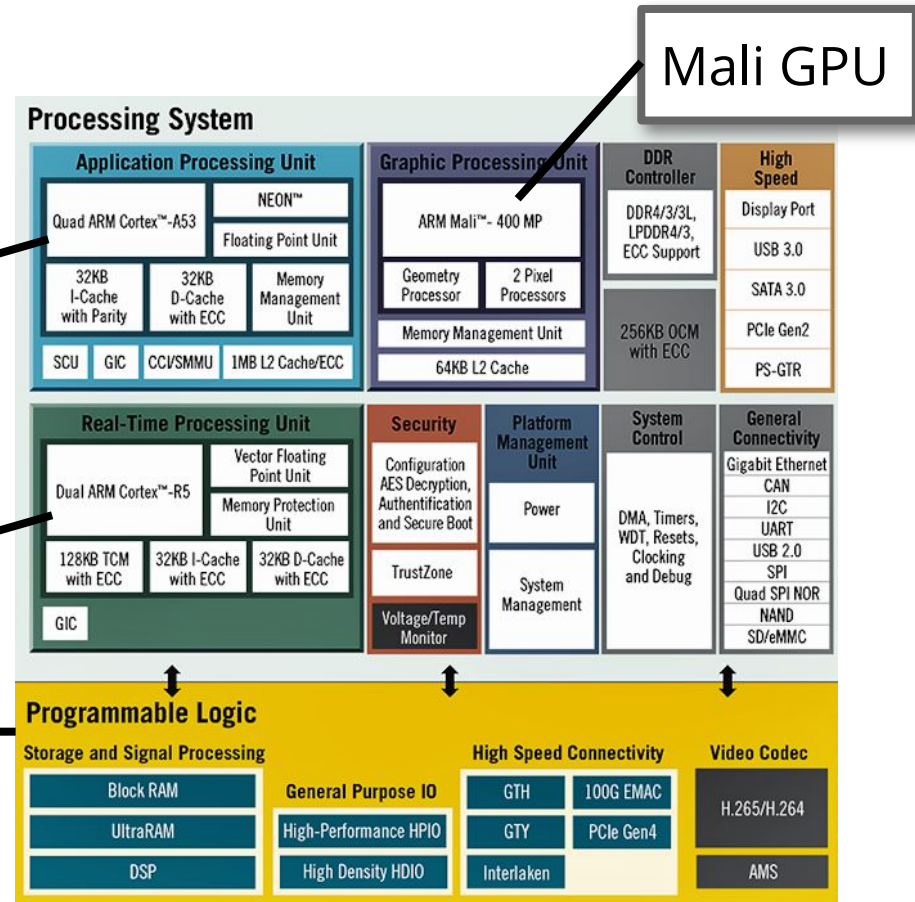 Mali GPU
Processing System
Application Processing Unit
Quad ARM Cortex™-A53
NEON™
Floating Point Unit
32KB
I-Cache
with Parity
32KB
D-Cache
with ECC
Memory
Management
Unit
SCU
GIC
CCI/SMMU
1MB L2 Cache/ECC
Graphic Processing Unit
ARM Mali™- 400 MP
Geometry
Processor
2 Pixel
Processors
Memory Management Unit
64KB L2 Cache
DDR
Controller
DDR4/3/3L,
LPDDR4/3,
ECC Support
256KB OCM
with ECC
High
Speed
Display Port
USB 3.0
SATA 3.0
PCIe Gen2
PS-GTR
Real-Time Processing Unit
Dual ARM Cortex™-R5
Vector Floating
Point Unit
Memory Protection
Unit
128KB TCM
with ECC
32KB I-Cache
with ECC
32KB D-Cache
with ECC
GIC
Security
Configuration
AES Decryption,
Authentification
and Secure Boot
TrustZone
Voltage/Temp
Monitor
Platform
Management
Unit
Power
System
Management
System
Control
DMA, Timers,
WDT, Resets,
Clocking
and Debug
General
Connectivity
Gigabit Ethernet
CAN
I2C
UART
USB 2.0
SPI
Quad SPI NOR
NAND
SD/eMMC
Programmable Logic
Storage and Signal Processing
Block RAM
UltraRAM
DSP
General Purpose IO
High-Performance HPIO
High Density HDIO
High Speed Connectivity
GTH
100G EMAC
GTY
PCIe Gen4
Interlaken
Video Codec
H.265/H.264
AMS